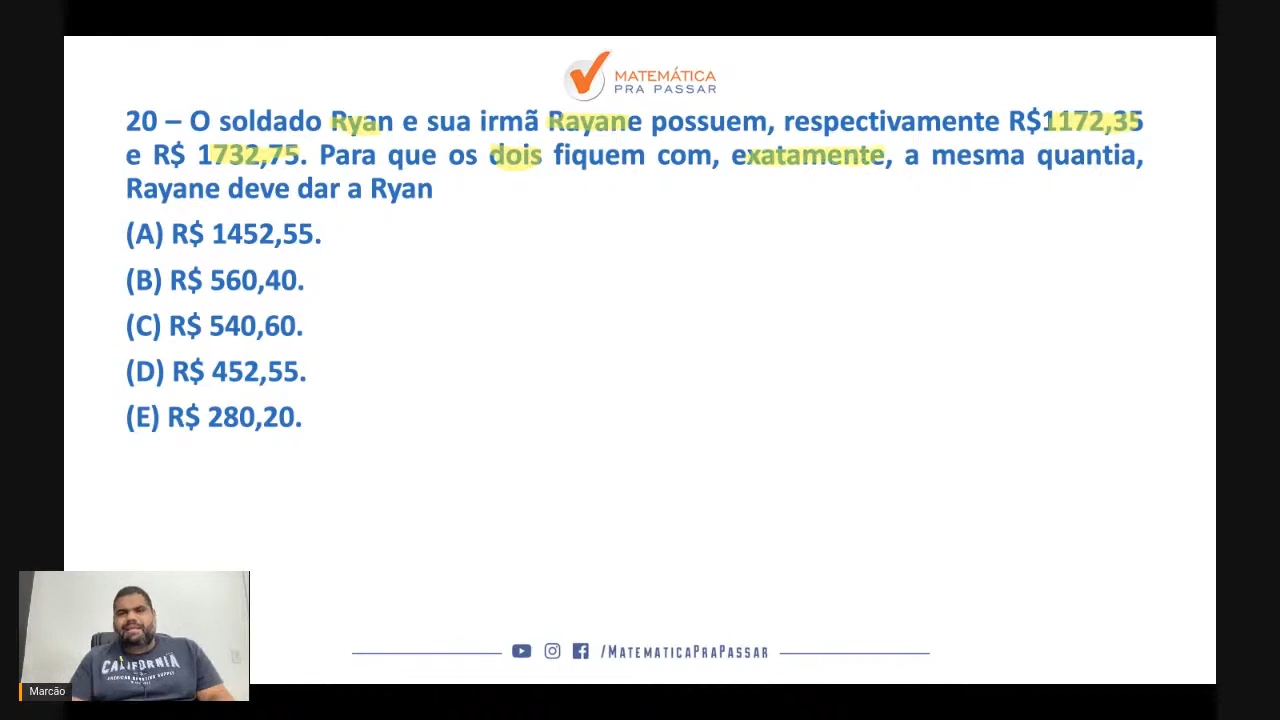 MATEMÁTICA
PRA PASSAR
20 – O soldado Ryan e sua irmã Rayane possuem, respectivamente R$1172,35
e R$ 1732,75. Para que os dois fiquem com, exatamente, a mesma quantia,
Rayane deve dar a Ryan
(A) R$ 1452,55.
(B) R$ 560,40.
(C) R$ 540,60.
(D) R$ 452,55.
(E) R$ 280,20.
CALIFORNIA
Marcão
/MATEMATICAPRAPASSAR